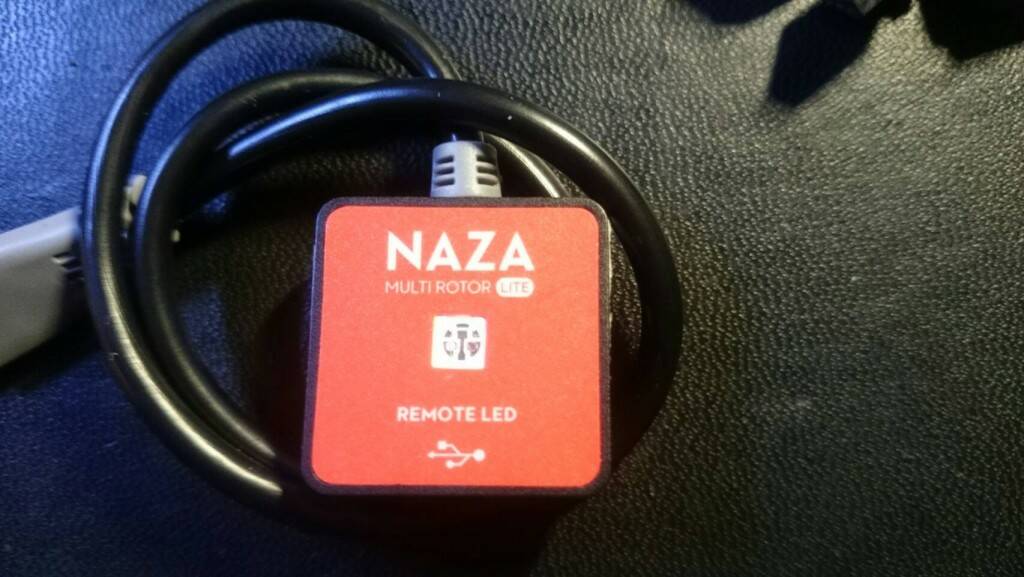 NAZA
MULTI ROTOR LITE
REMOTE LED